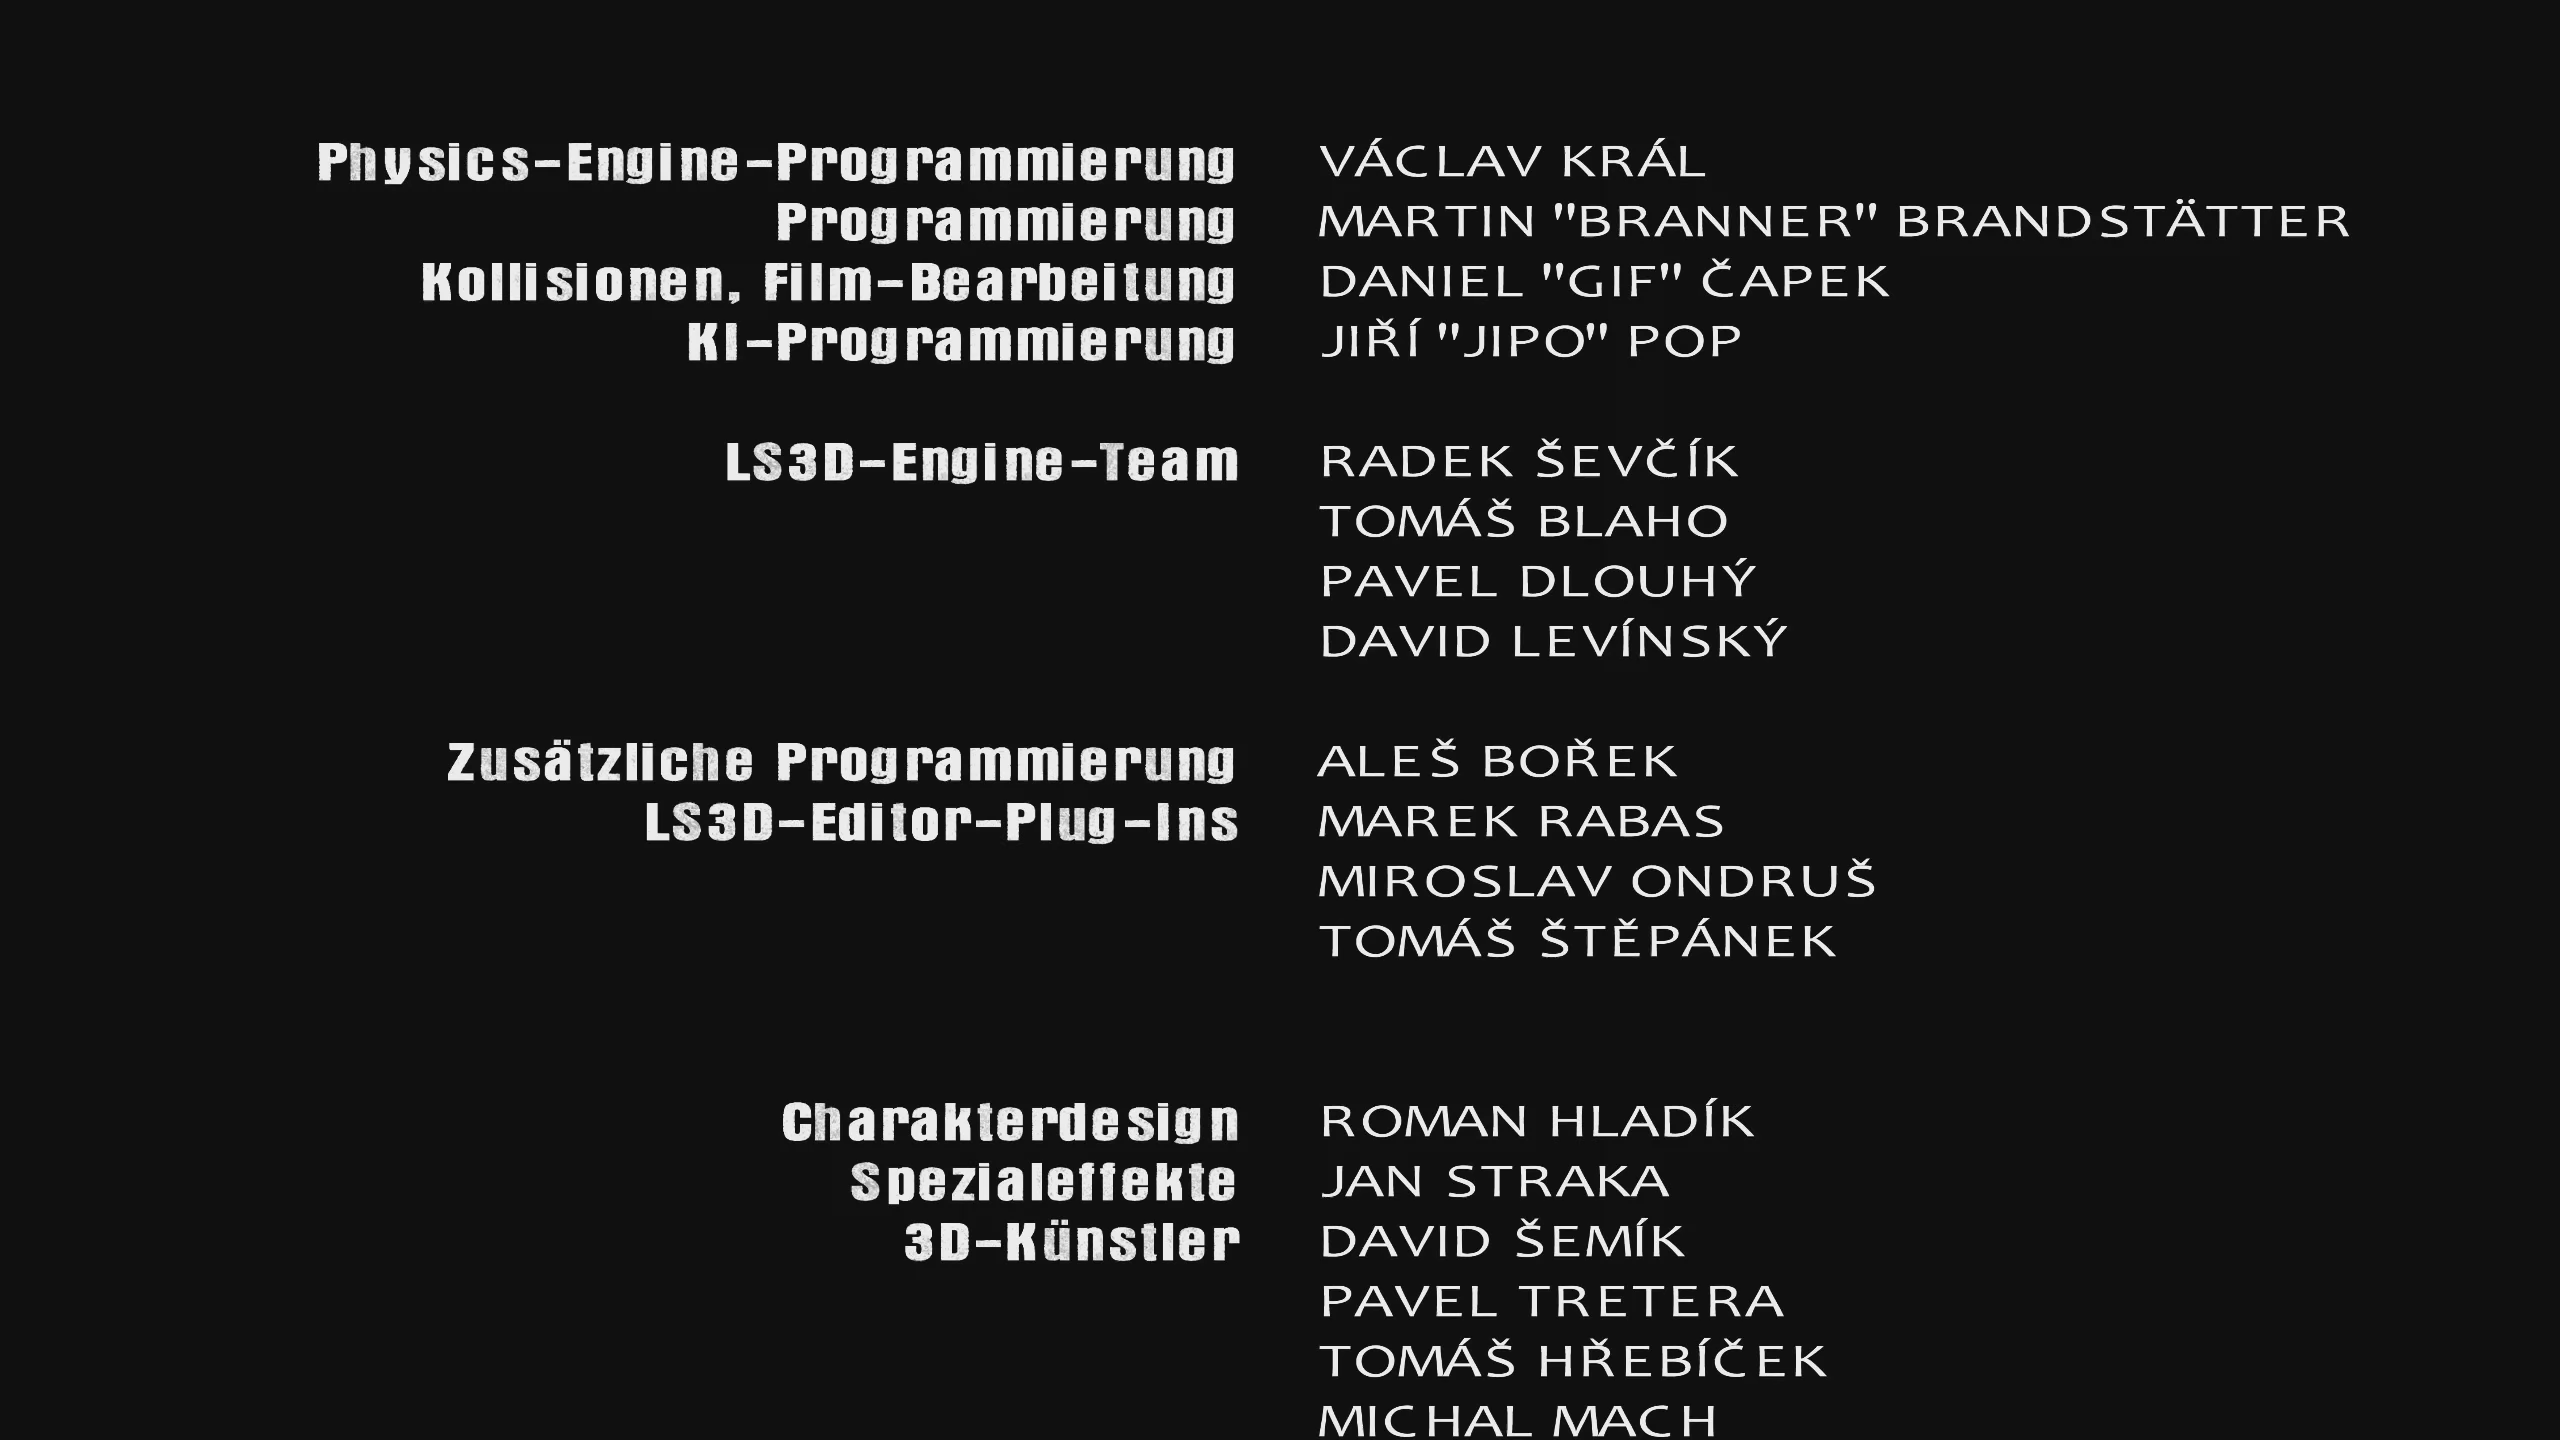 Physics-Engine-Programmierung VÁCLAV KRÁL
Programmierung MARTIN "BRANNER" BRANDSTÄTTER
Kollisionen, Film-Bearbeitung DANIEL "GIF" ČAPEK
KI-Programmierung JIŘÍ "JIPO" POP
LS3D-Engine-Team RADEK ŠEVČÍK
TOMÁŠ BLAHO
PAVEL DLOUHÝ
DAVID LEVÍNSKÝ
Zusätzliche Programmierung ALEŠ BOŘEK
LS3D-Editor-Plug-Ins MAREK RABAS
MIROSLAV ONDRUŠ
TOMÁŠ ŠTĚPÁNEK
Charakterdesign ROMAN HLADÍK
Spezialeffekte JAN STRAKA
3D-Künstler DAVID ŠEMÍK
PAVEL TRETERA
TOMÁŠ HŘEBÍČEK
MICHAL MACH